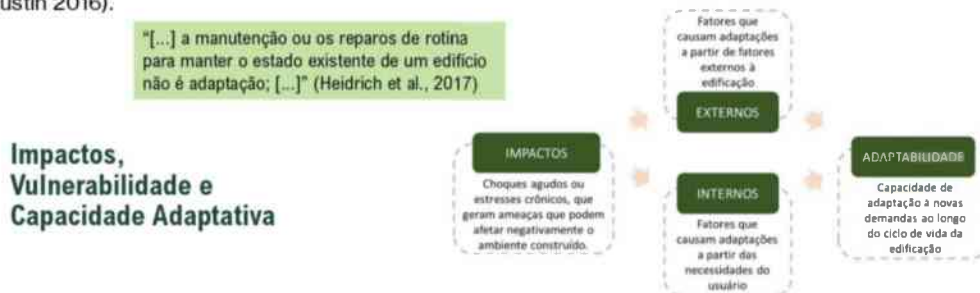 ustin 2016).
“[...] a manutenção ou os reparos de rotina
para manter o estado existente de um edifício
não é adaptação; [...]” (Heidrich et al., 2017)
Impactos,
Vulnerabilidade e
Capacidade Adaptativa
IMPACTOS
Choques agudos ou
estresses crônicos, que
geram ameaças que podem
afetar negativamente o
ambiente construído.
Fatores que
causam adaptações
a partir de fatores
externos à
edificação
EXTERNOS
INTERNOS
Fatores que
causam adaptações
a partir das
necessidades do
usuário
ADAPTABILIDADE
Capacidade de
adaptação à novas
demandas ao longo
do ciclo de vida da
edificação